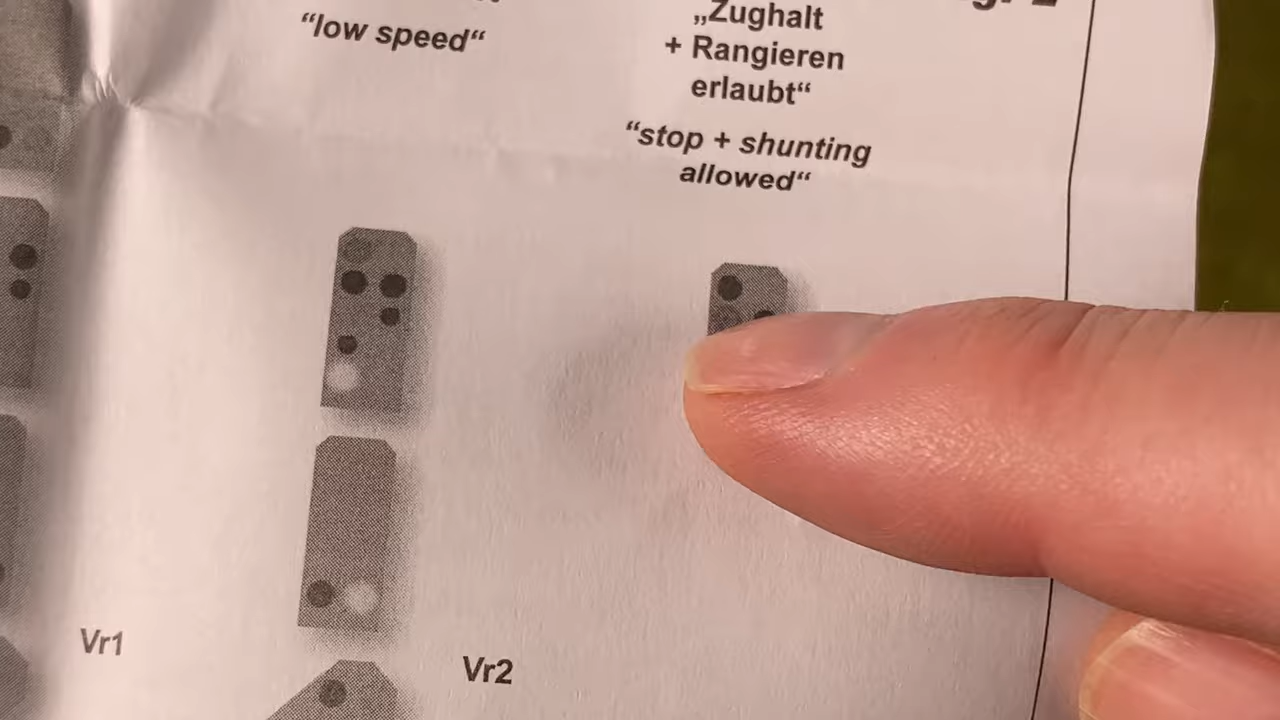 “low speed“
„Zughalt
+ Rangieren
erlaubt“
“stop + shunting
allowed“
Vr1
Vr2